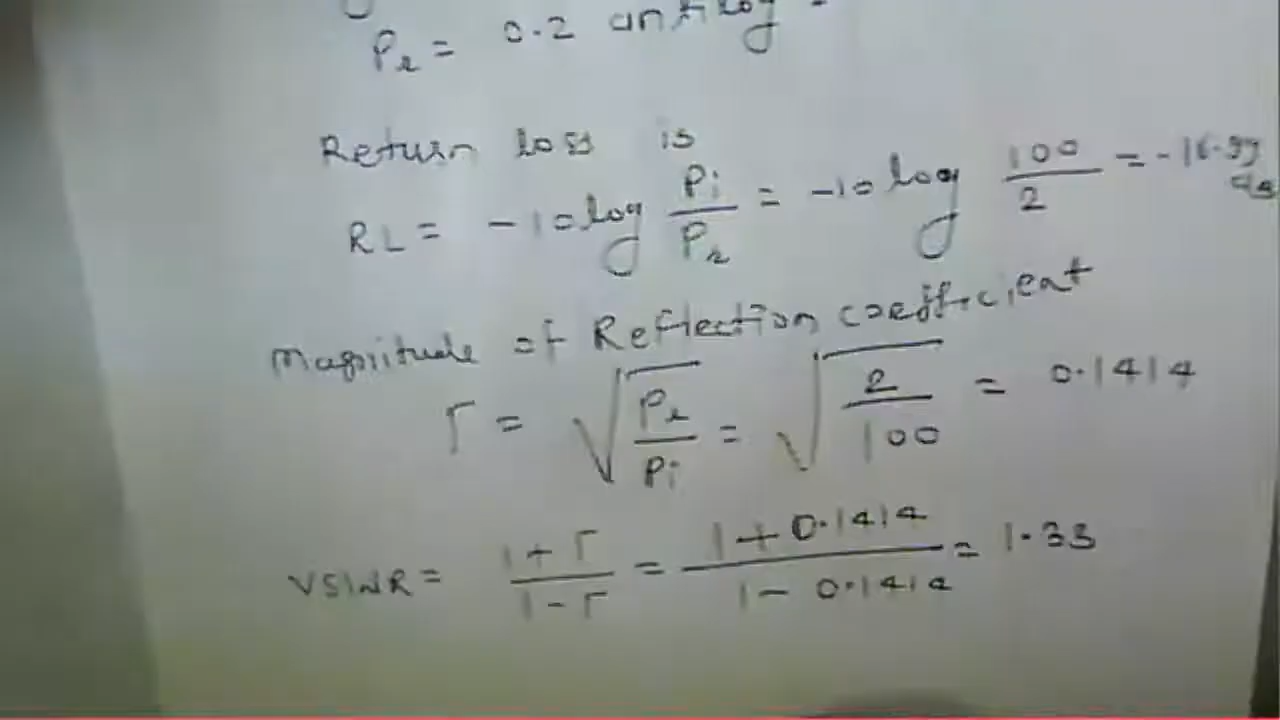 Pr = 0.2 antilog
Return loss is
RL = -10 log Pi/Pr = -10 log 100/2 = -16.99 dB
Magnitude of Reflection coefficient
Γ = √(Pr/Pi) = √(2/100) = 0.1414
VSWR = (1+Γ)/(1-Γ) = (1+0.1414)/(1-0.1414) = 1.33